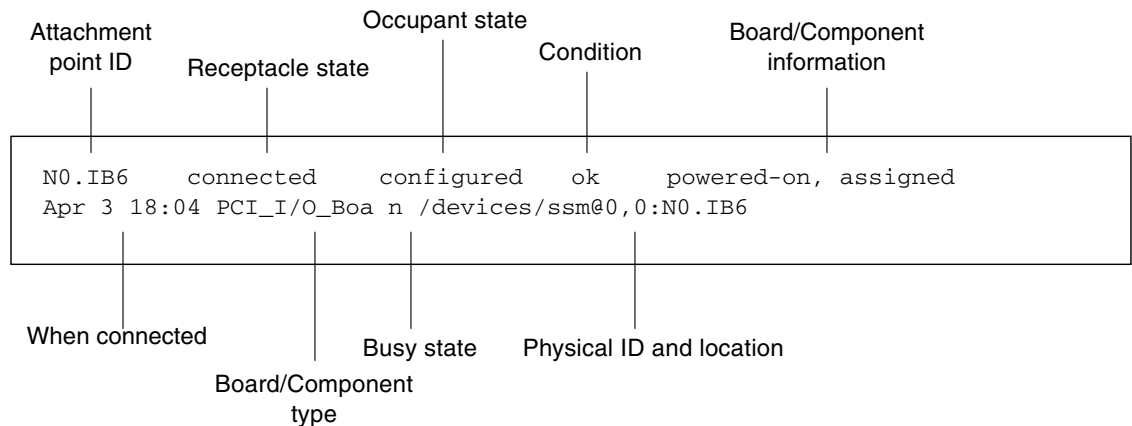 Occupant state
Attachment
point ID
Receptacle state
Condition
Board/Component
information
N0.IB6 connected configured ok powered-on, assigned
Apr 3 18:04 PCI_I/O_Boa n /devices/ssm@0,0:N0.IB6
When connected
Busy state
Physical ID and location
Board/Component
type